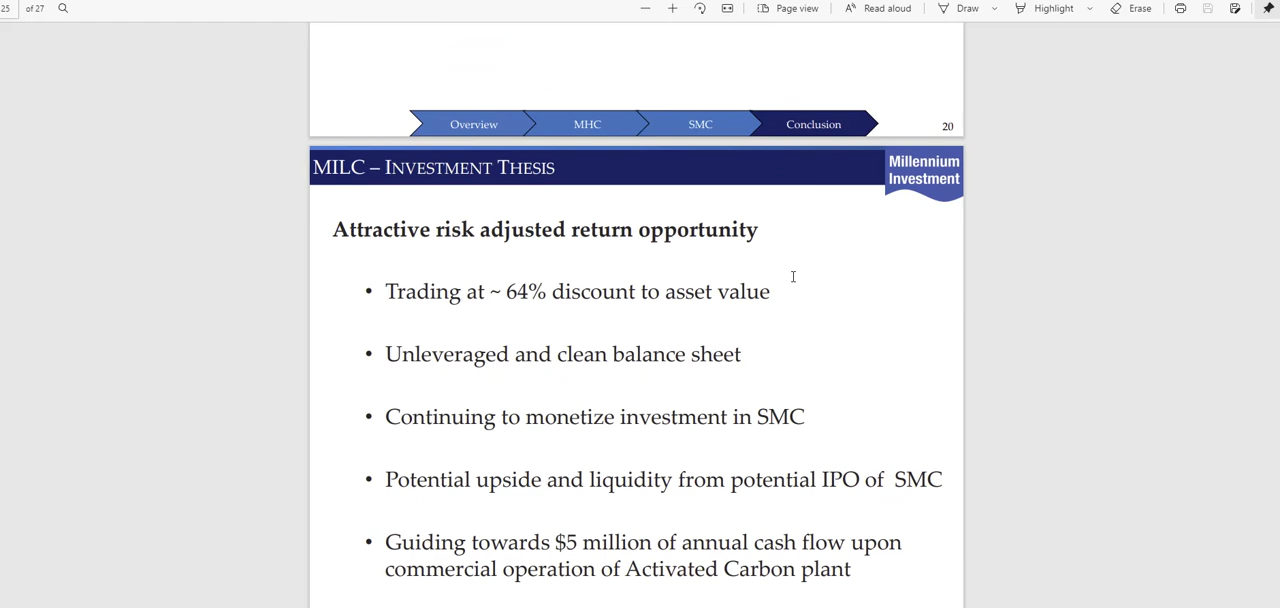 25 of 27 Page view Read aloud Draw Highlight Erase
Overview MHC SMC Conclusion 20
MILC – INVESTMENT THESIS
Millennium
Investment
Attractive risk adjusted return opportunity
• Trading at ~ 64% discount to asset value
• Unleveraged and clean balance sheet
• Continuing to monetize investment in SMC
• Potential upside and liquidity from potential IPO of SMC
• Guiding towards $5 million of annual cash flow upon
commercial operation of Activated Carbon plant